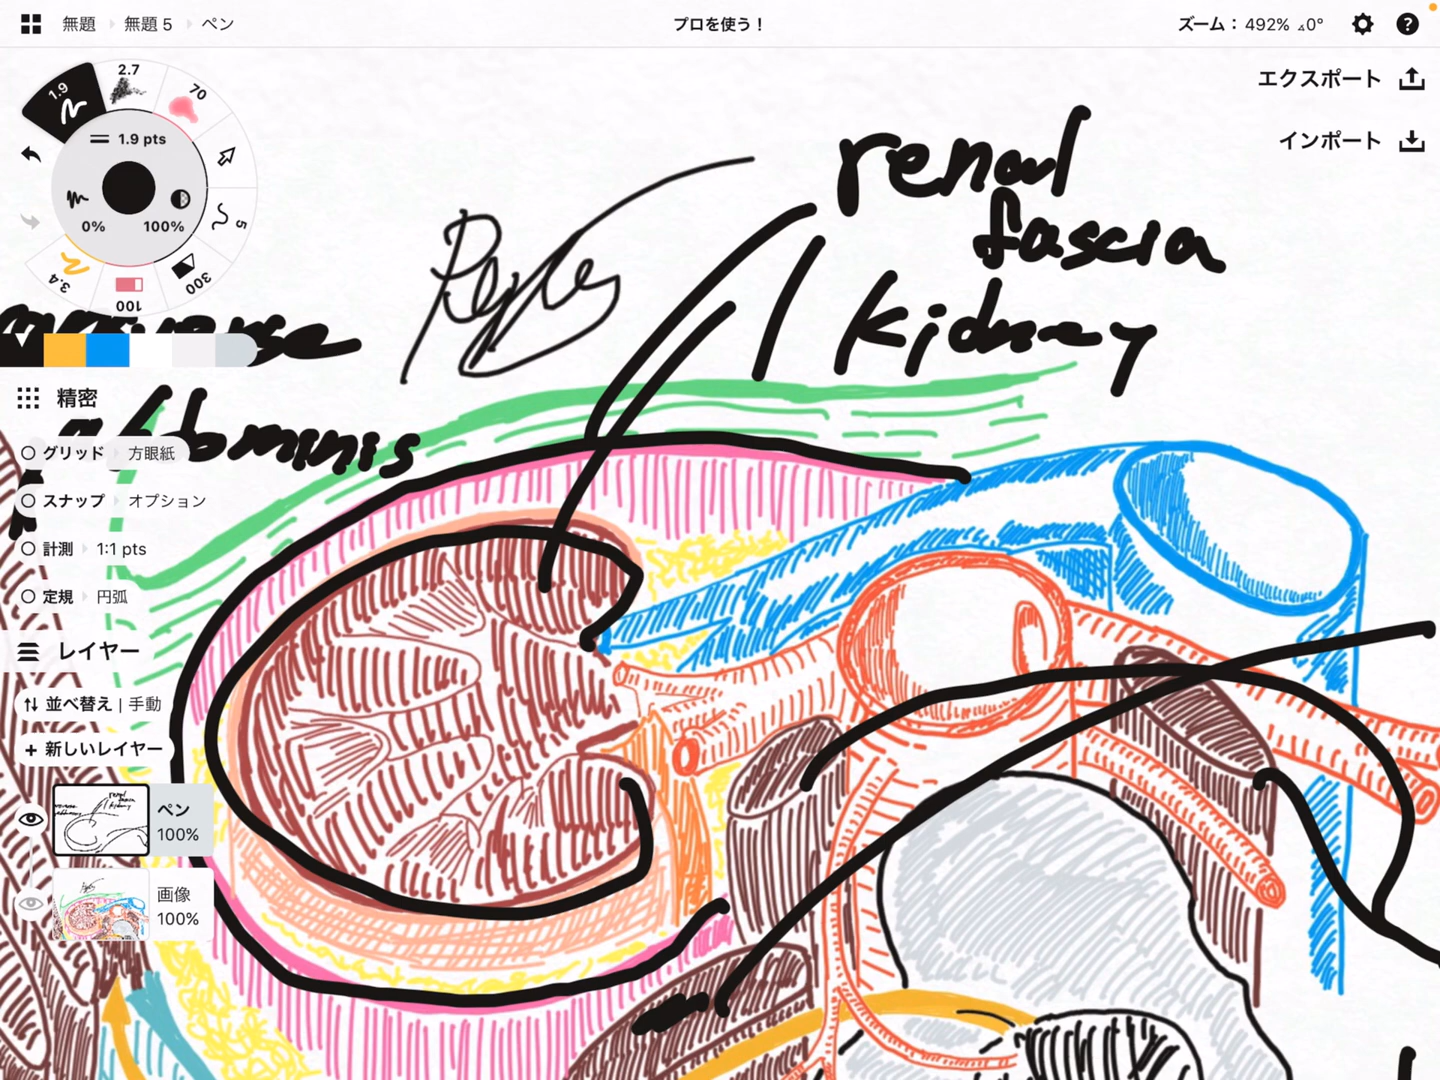 無題 無題 5 ペン
プロを使う!
ズーム: 492% ⊿0°
エクスポート
インポート
1.9
2.7
70
1.9 pts
0% 100%
5
3.4
100
300
renal
fascia
kidney
abdominis
精密
グリッド 方眼紙
スナップ オプション
計測 1:1 pts
定規 円弧
レイヤー
並べ替え | 手動
+ 新しいレイヤー
ペン
100%
画像
100%